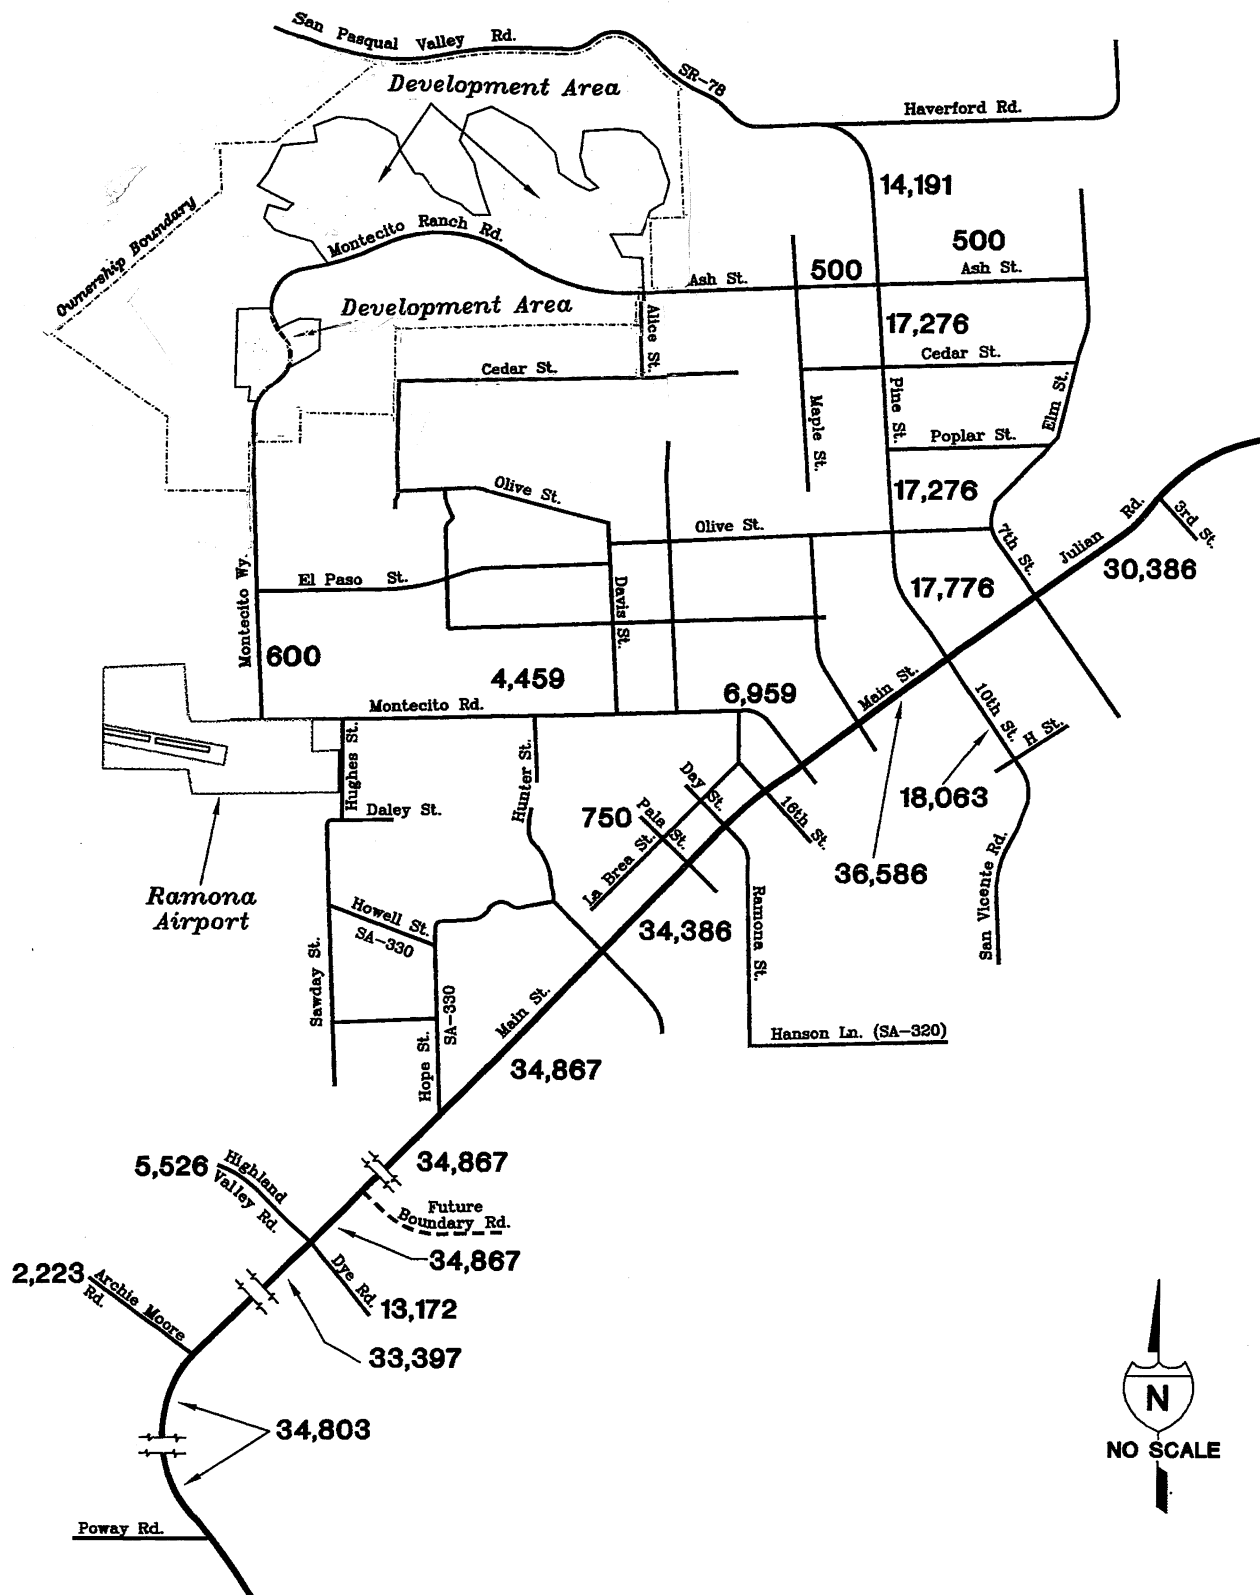 San Pasqual Valley Rd.
SR-78
Development Area
Haverford Rd.
14,191
Ownership Boundary
Montecito Ranch Rd.
500
500
Ash St.
Ash St.
Development Area
Alice St.
17,276
Cedar St.
Cedar St.
Pine St.
Maple St.
Elm St.
Poplar St.
Olive St.
17,276
Olive St.
7th St.
Julian Rd.
3rd St.
30,386
Montecito Wy.
El Paso St.
Davis St.
17,776
600
4,459
6,959
Main St.
10th St.
H St.
Montecito Rd.
Hughes St.
Hunter St.
Day St.
16th St.
18,063
Daley St.
750
Pala St.
La Brea St.
36,586
San Vicente Rd.
Ramona
Airport
Howell St.
SA-330
34,386
Ramona St.
Sawday St.
SA-330
Hope St.
Main St.
Hanson Ln. (SA-320)
34,867
34,867
5,526
Highland
Valley Rd.
Future
Boundary Rd.
34,867
2,223
Archie Moore
Rd.
Dye Rd.
13,172
33,397
34,803
N
NO SCALE
Poway Rd.